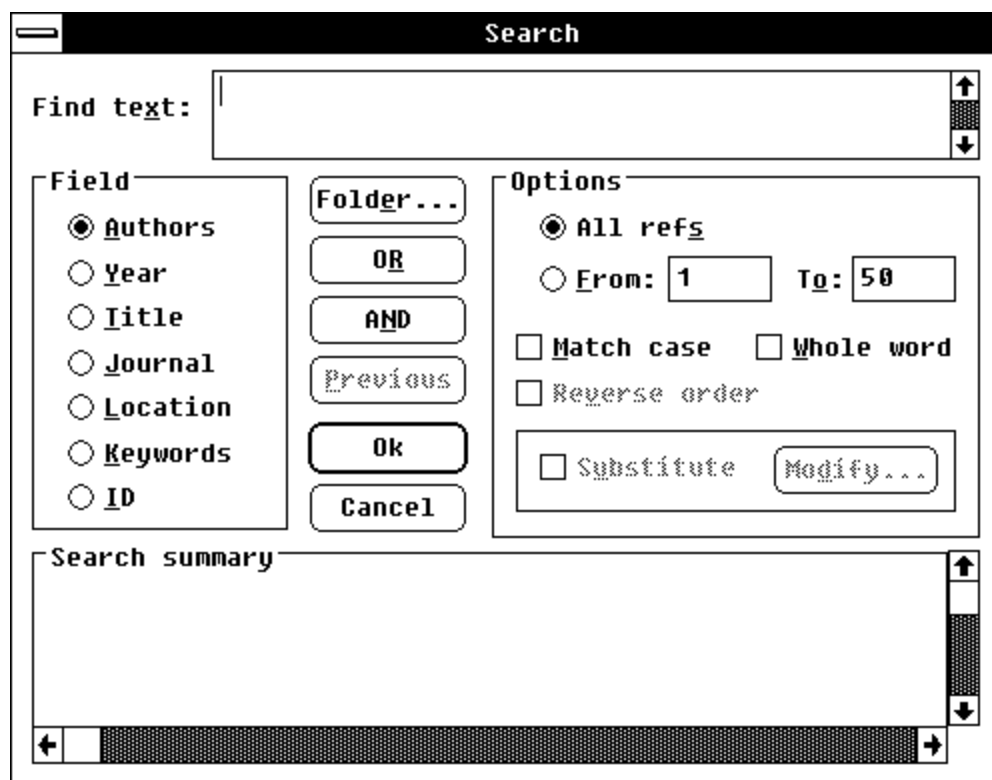 Search
Find text:
Field
Authors
Year
Title
Journal
Location
Keywords
ID
Folder...
OR
AND
Previous
Ok
Cancel
Options
All refs
From: 1 To: 50
Match case Whole word
Reverse order
Substitute Modify...
Search summary